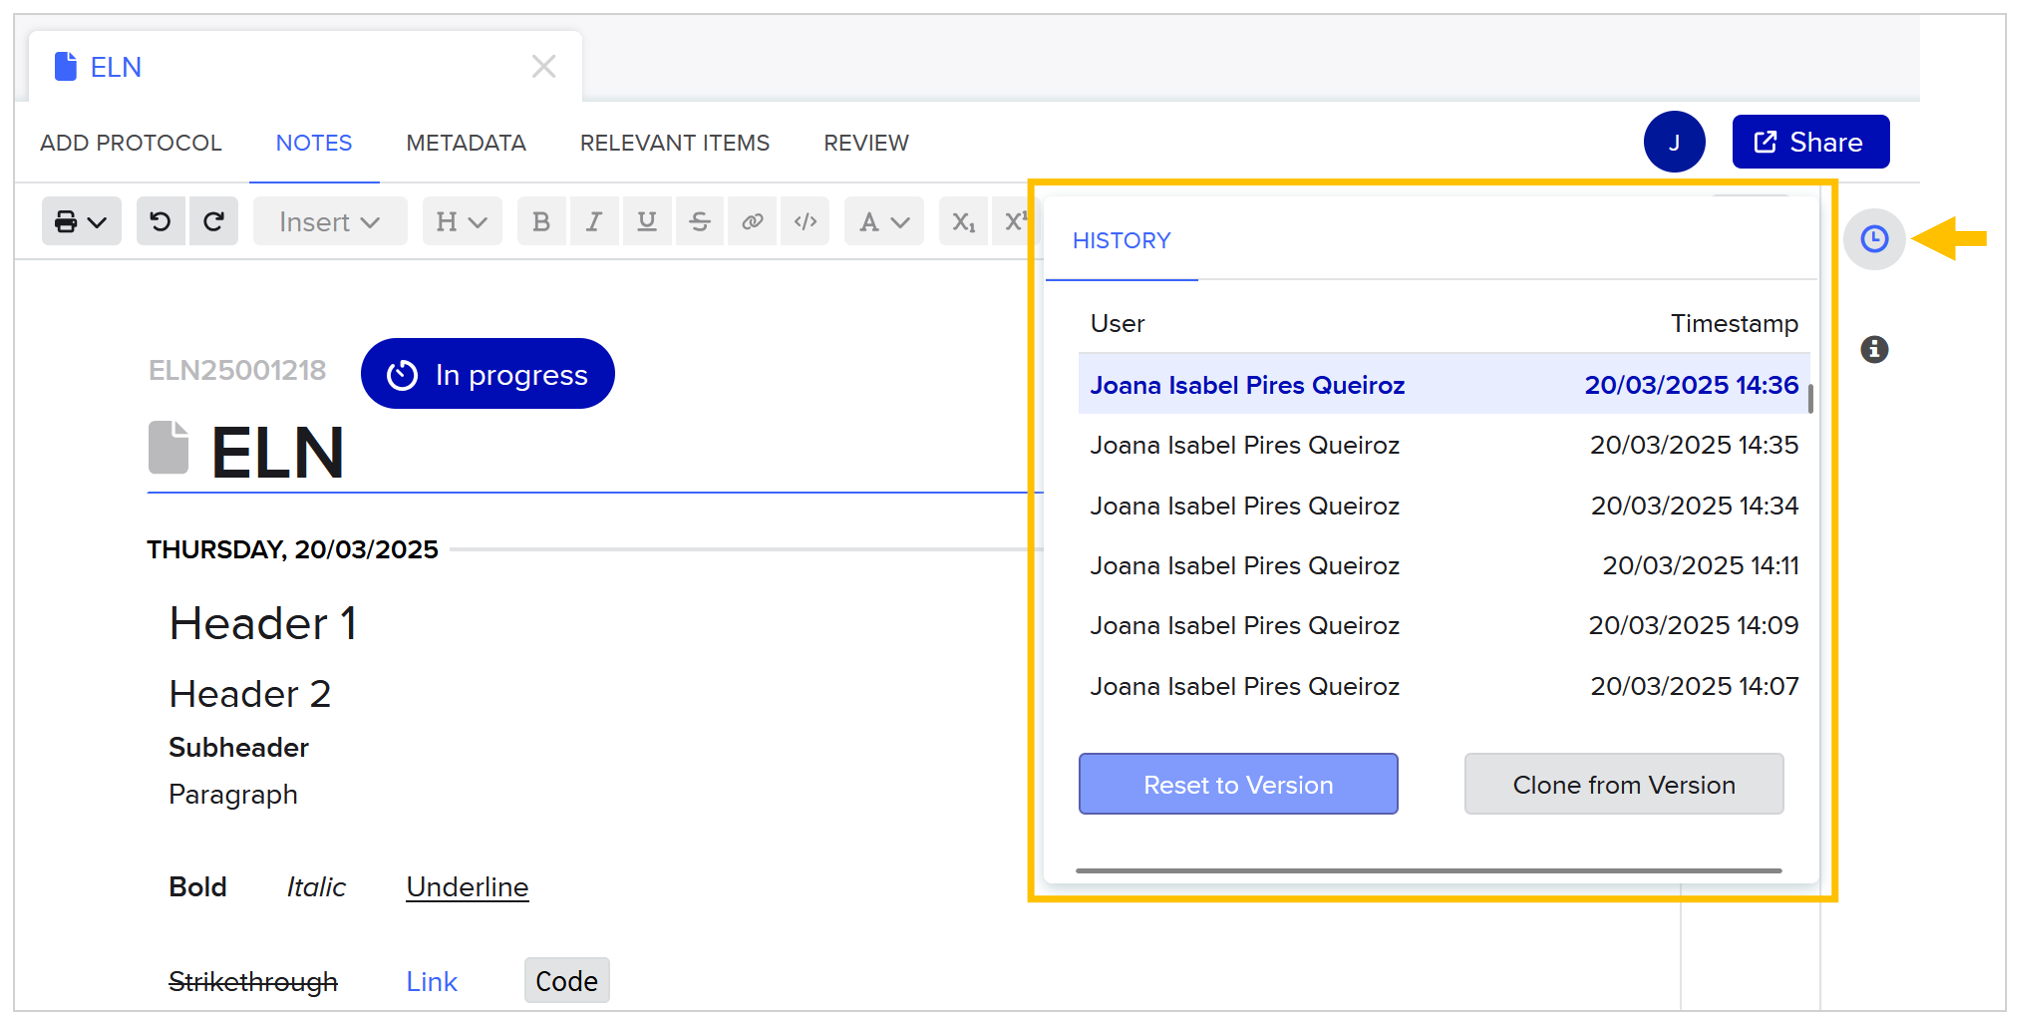 ELN
ADD PROTOCOL NOTES METADATA RELEVANT ITEMS REVIEW J Share
Insert H B I U S </> A X₁ X¹
HISTORY
User Timestamp
Joana Isabel Pires Queiroz 20/03/2025 14:36
Joana Isabel Pires Queiroz 20/03/2025 14:35
Joana Isabel Pires Queiroz 20/03/2025 14:34
Joana Isabel Pires Queiroz 20/03/2025 14:11
Joana Isabel Pires Queiroz 20/03/2025 14:09
Joana Isabel Pires Queiroz 20/03/2025 14:07
Reset to Version Clone from Version
ELN25001218 In progress
ELN
THURSDAY, 20/03/2025
Header 1
Header 2
Subheader
Paragraph
Bold Italic Underline
Strikethrough Link Code